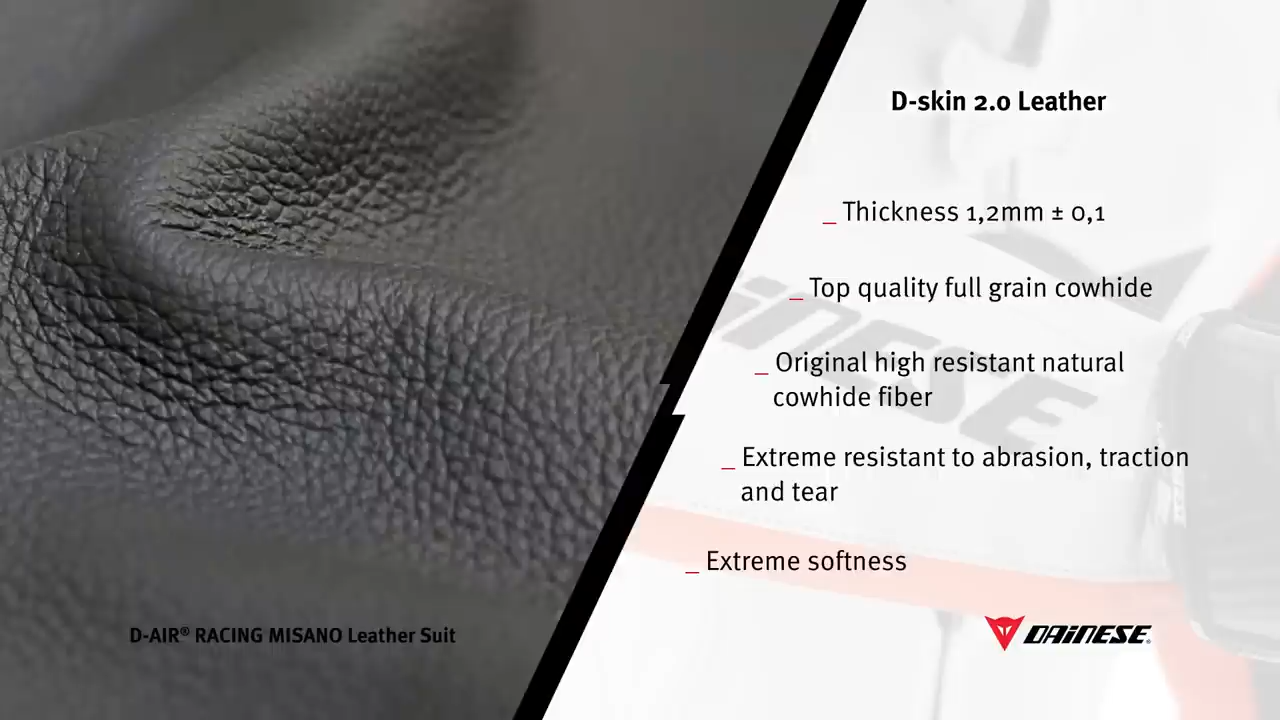 D-skin 2.0 Leather
_ Thickness 1,2mm ± 0,1
_ Top quality full grain cowhide
_ Original high resistant natural
cowhide fiber
_ Extreme resistant to abrasion, traction
and tear
_ Extreme softness
D-AIR® RACING MISANO Leather Suit
DAINESE®
DAINESE